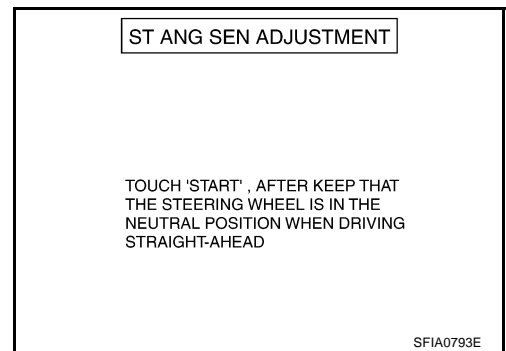 ST ANG SEN ADJUSTMENT
TOUCH 'START' , AFTER KEEP THAT
THE STEERING WHEEL IS IN THE
NEUTRAL POSITION WHEN DRIVING
STRAIGHT-AHEAD
SFIA0793E